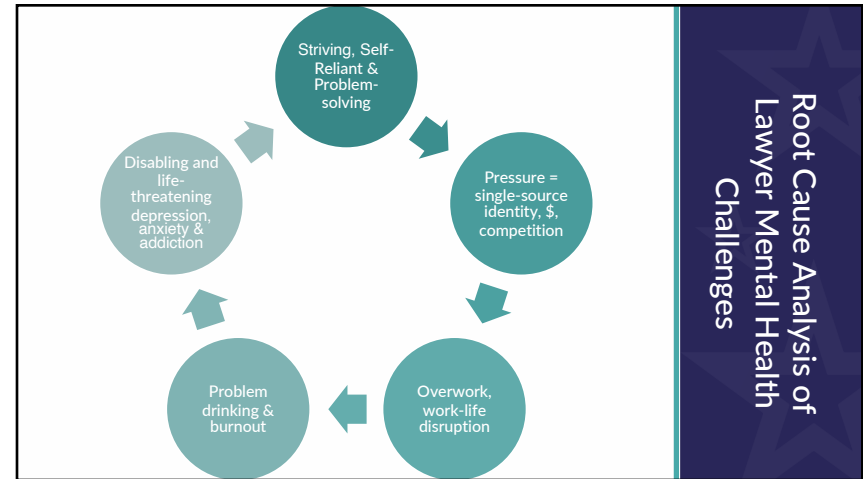 Root Cause Analysis of
Lawyer Mental Health
Challenges
Striving, Self-
Reliant &
Problem-
solving
Pressure =
single-source
identity, $,
competition
Overwork,
work-life
disruption
Problem
drinking &
burnout
Disabling and
life-
threatening
depression,
anxiety &
addiction